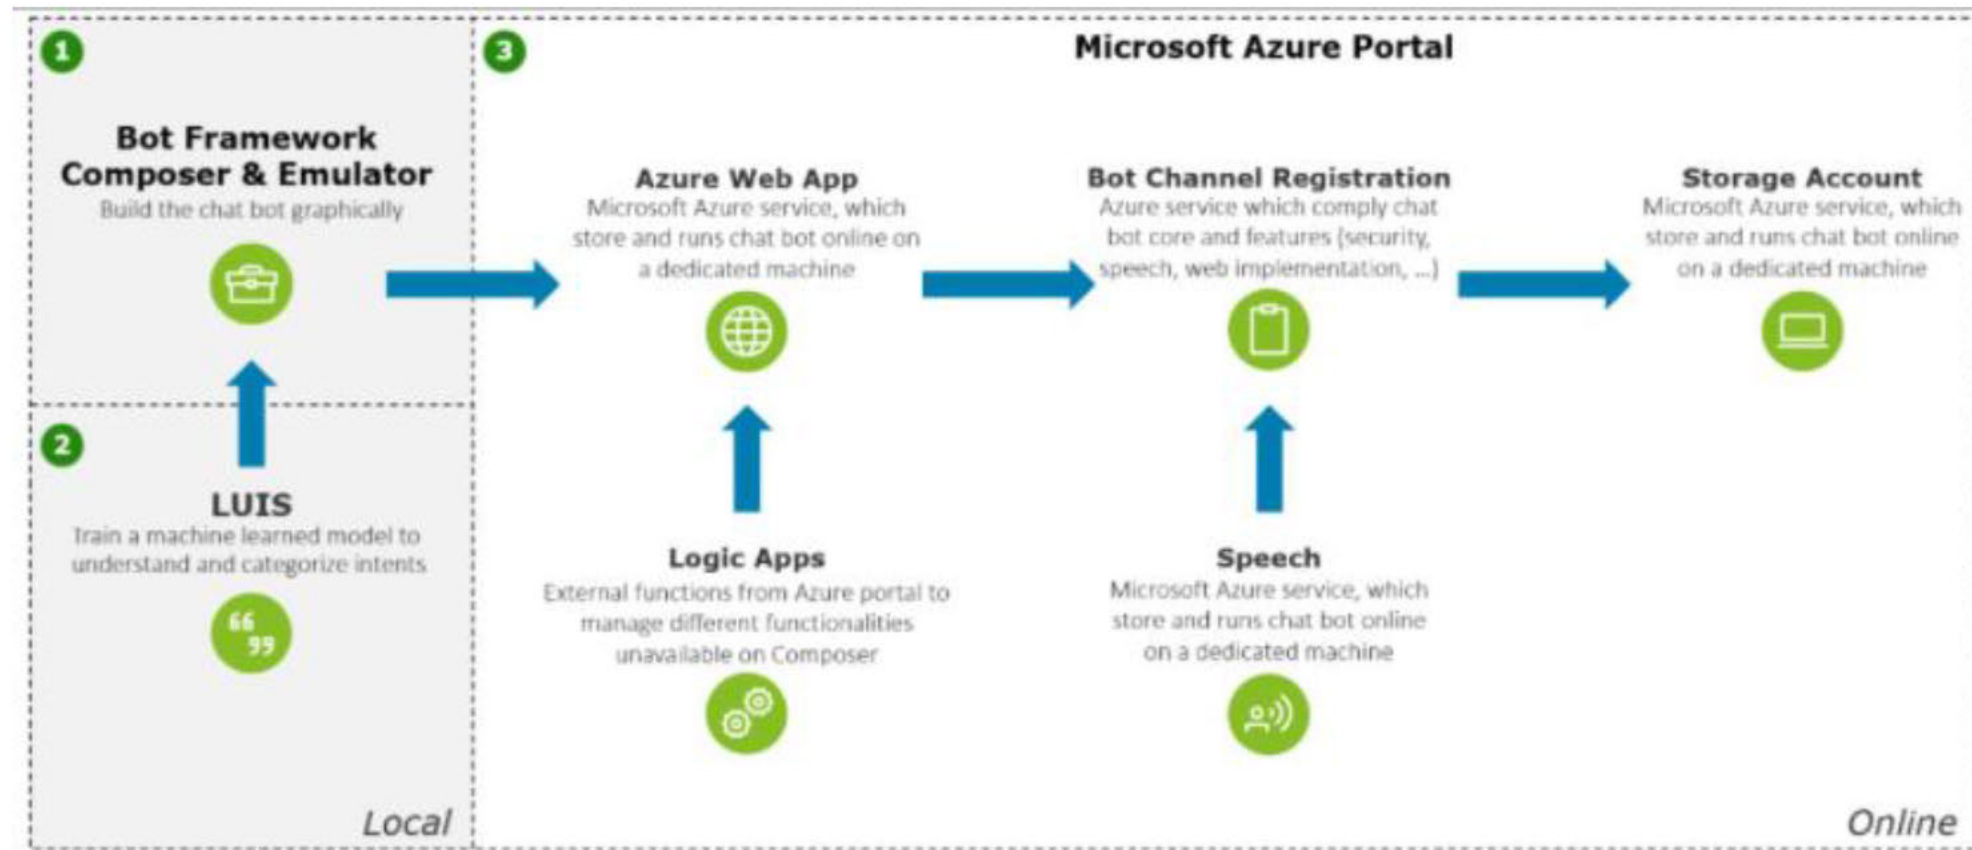 1
Bot Framework
Composer & Emulator
Build the chat bot graphically
2
LUIS
Train a machine learned model to
understand and categorize intents
66
99
Local
3
Microsoft Azure Portal
Azure Web App
Microsoft Azure service, which
store and runs chat bot online on
a dedicated machine
Bot Channel Registration
Azure service which comply chat
bot core and features (security,
speech, web implementation, ...)
Storage Account
Microsoft Azure service, which
store and runs chat bot online
on a dedicated machine
Logic Apps
External functions from Azure portal to
manage different functionalities
unavailable on Composer
Speech
Microsoft Azure service, which
store and runs chat bot online
on a dedicated machine
Online